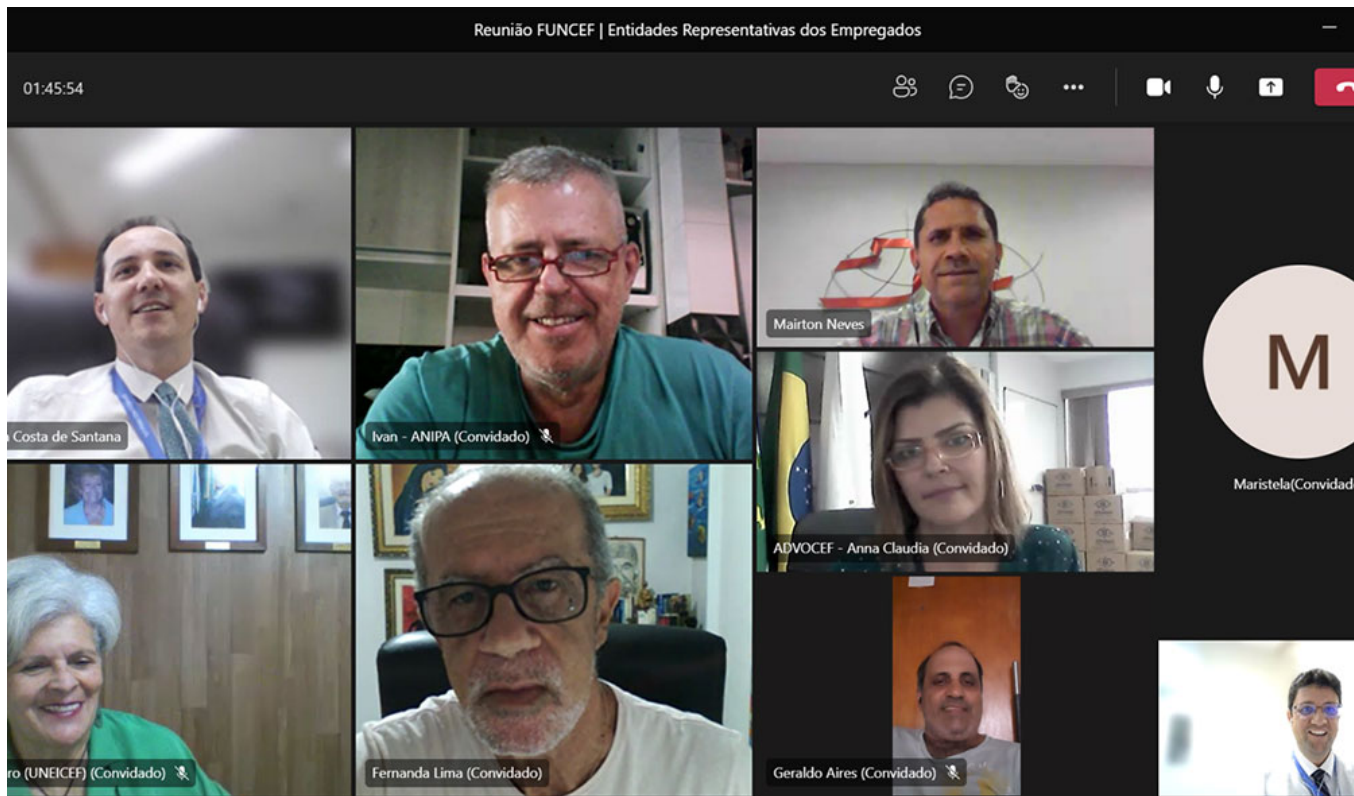 Reunião FUNCEF | Entidades Representativas dos Empregados
01:45:54
Costa de Santana
Ivan - ANIPA (Convidado)
Mairton Neves
ADVOCEF - Anna Claudia (Convidado)
M
Maristela(Convidad
ro (UNEICEF) (Convidado)
Fernanda Lima (Convidado)
Geraldo Aires (Convidado)